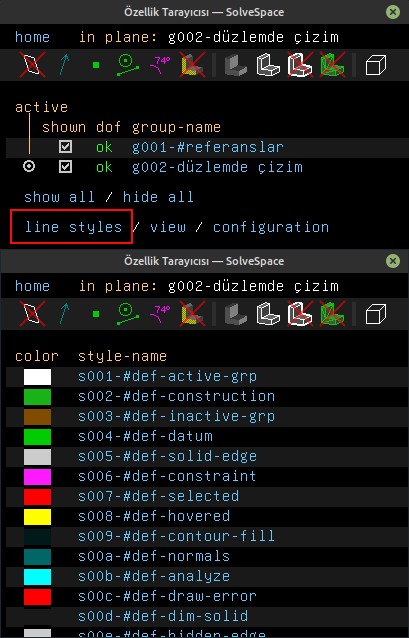 Özellik Tarayıcısı — SolveSpace
home in plane: g002-düzlemde çizim
74°
active
shown dof group-name
ok g001-#referanslar
ok g002-düzlemde çizim
show all / hide all
line styles / view / configuration
Özellik Tarayıcısı — SolveSpace
home in plane: g002-düzlemde çizim
74°
color style-name
s001-#def-active-grp
s002-#def-construction
s003-#def-inactive-grp
s004-#def-datum
s005-#def-solid-edge
s006-#def-constraint
s007-#def-selected
s008-#def-hovered
s009-#def-contour-fill
s00a-#def-normals
s00b-#def-analyze
s00c-#def-draw-error
s00d-#def-dim-solid
s00e-#def-hidden-edge